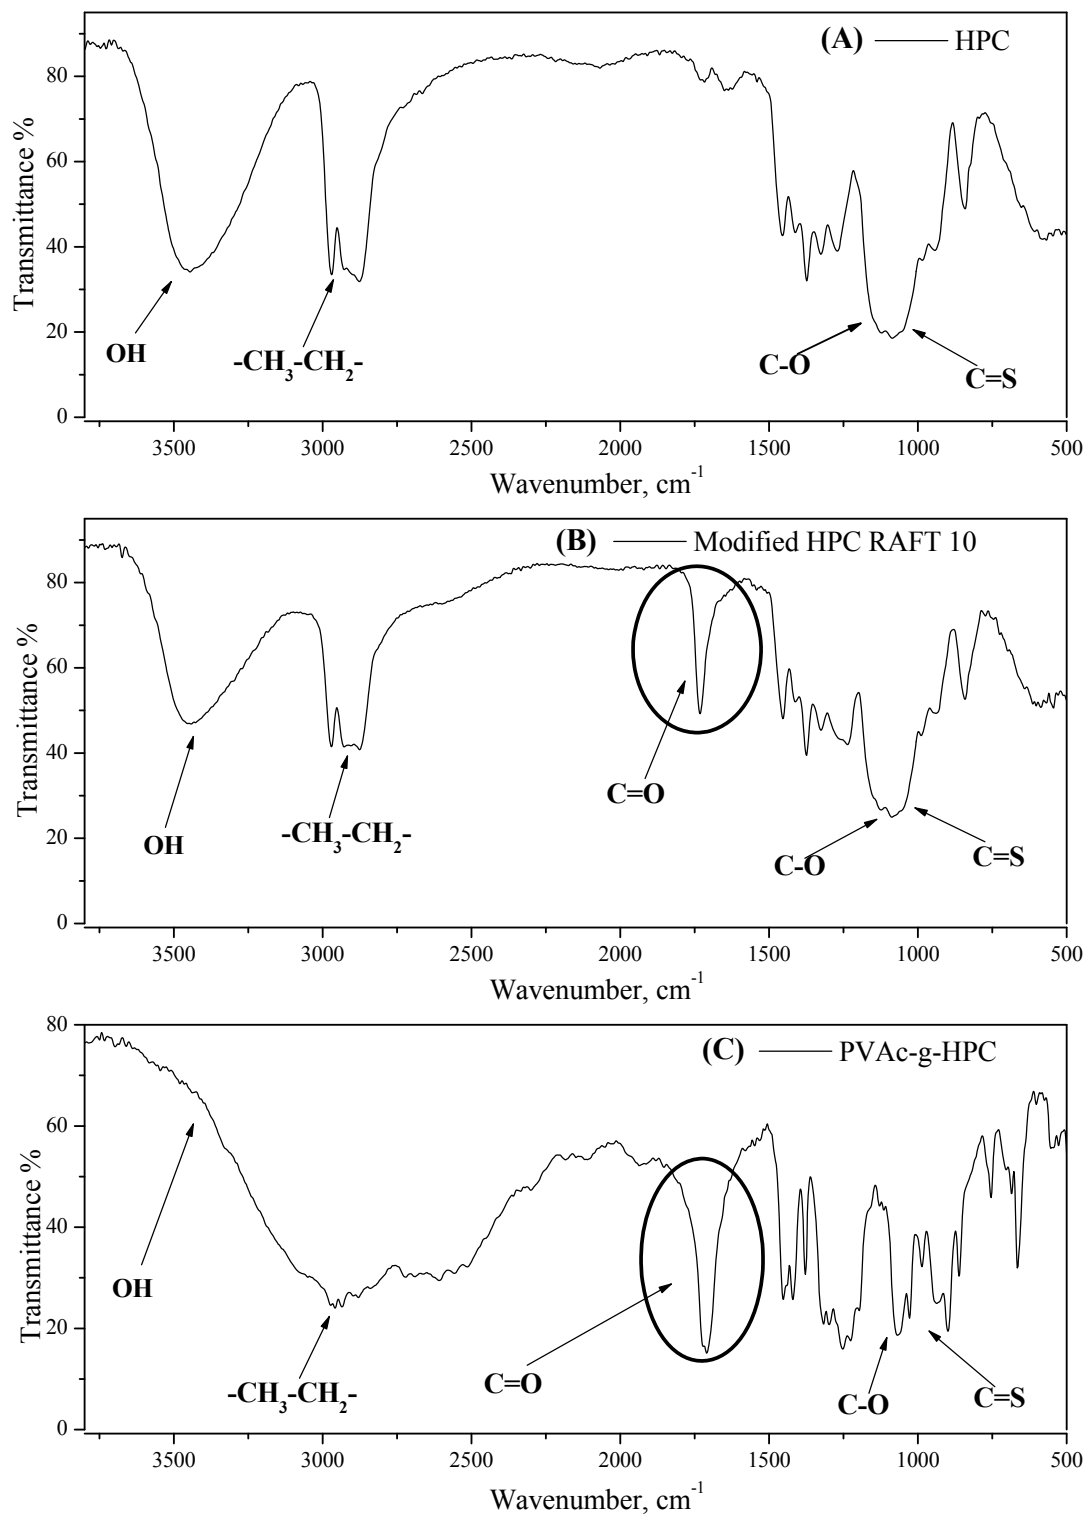 (A) HPC
80
60
40
20
0
Transmittance %
OH
-CH₃-CH₂-
C-O
C=S
3500 3000 2500 2000 1500 1000 500
Wavenumber, cm⁻¹
(B) Modified HPC RAFT 10
80
60
40
20
0
Transmittance %
OH
-CH₃-CH₂-
C=O
C-O
C=S
3500 3000 2500 2000 1500 1000 500
Wavenumber, cm⁻¹
(C) PVAc-g-HPC
80
60
40
20
0
Transmittance %
OH
-CH₃-CH₂-
C=O
C-O
C=S
3500 3000 2500 2000 1500 1000 500
Wavenumber, cm⁻¹